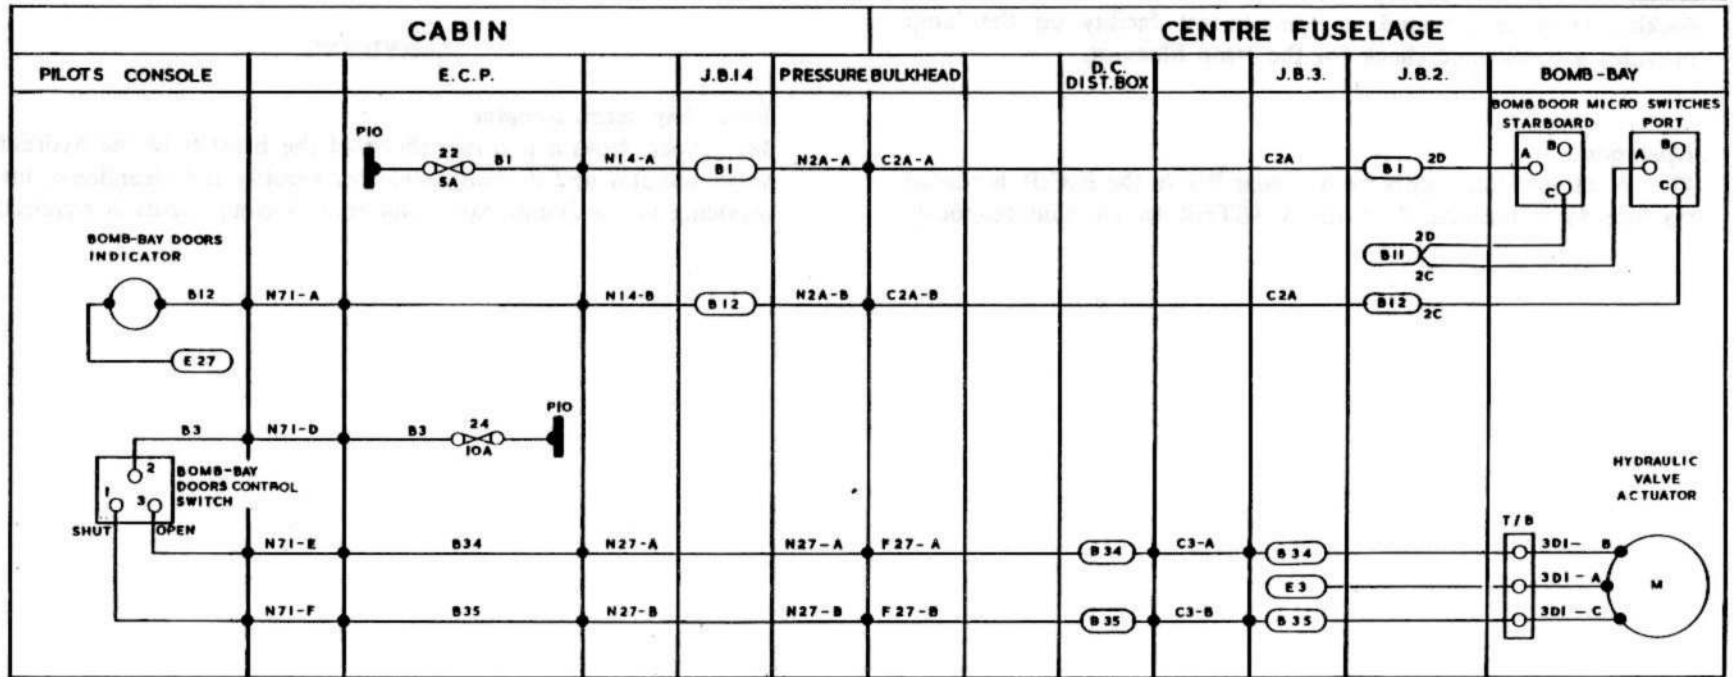 CABIN
CENTRE FUSELAGE
PILOTS CONSOLE
E.C.P.
J.B.14
PRESSURE BULKHEAD
D.C. DIST. BOX
J.B.3.
J.B.2.
BOMB-BAY
BOMB DOOR MICRO SWITCHES
STARBOARD
PORT
P10
22
5A
B1
N14-A
B1
N2A-A
C2A-A
C2A
B1
2D
A
B
C
A
B
C
2D
B11
2C
BOMB-BAY DOORS
INDICATOR
B12
N71-A
N14-B
B12
N2A-B
C2A-B
C2A
B12
2C
E27
B3
N71-D
B3
24
10A
P10
2
1
3
BOMB-BAY
DOORS CONTROL
SWITCH
SHUT
OPEN
HYDRAULIC
VALVE
ACTUATOR
T/B
N71-E
B34
N27-A
N27-A
F27-A
B34
C3-A
B34
3D1-B
E3
3D1-A
M
N71-F
B35
N27-B
N27-B
F27-B
B35
C3-B
B35
3D1-C